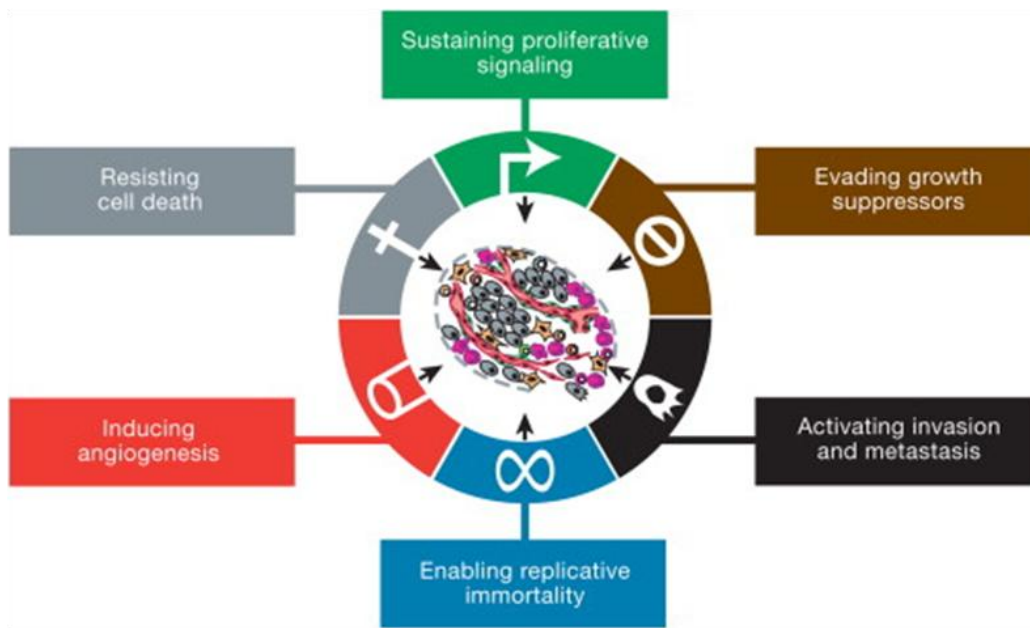 Sustaining proliferative
signaling
Resisting
cell death
Evading growth
suppressors
Inducing
angiogenesis
Activating invasion
and metastasis
Enabling replicative
immortality